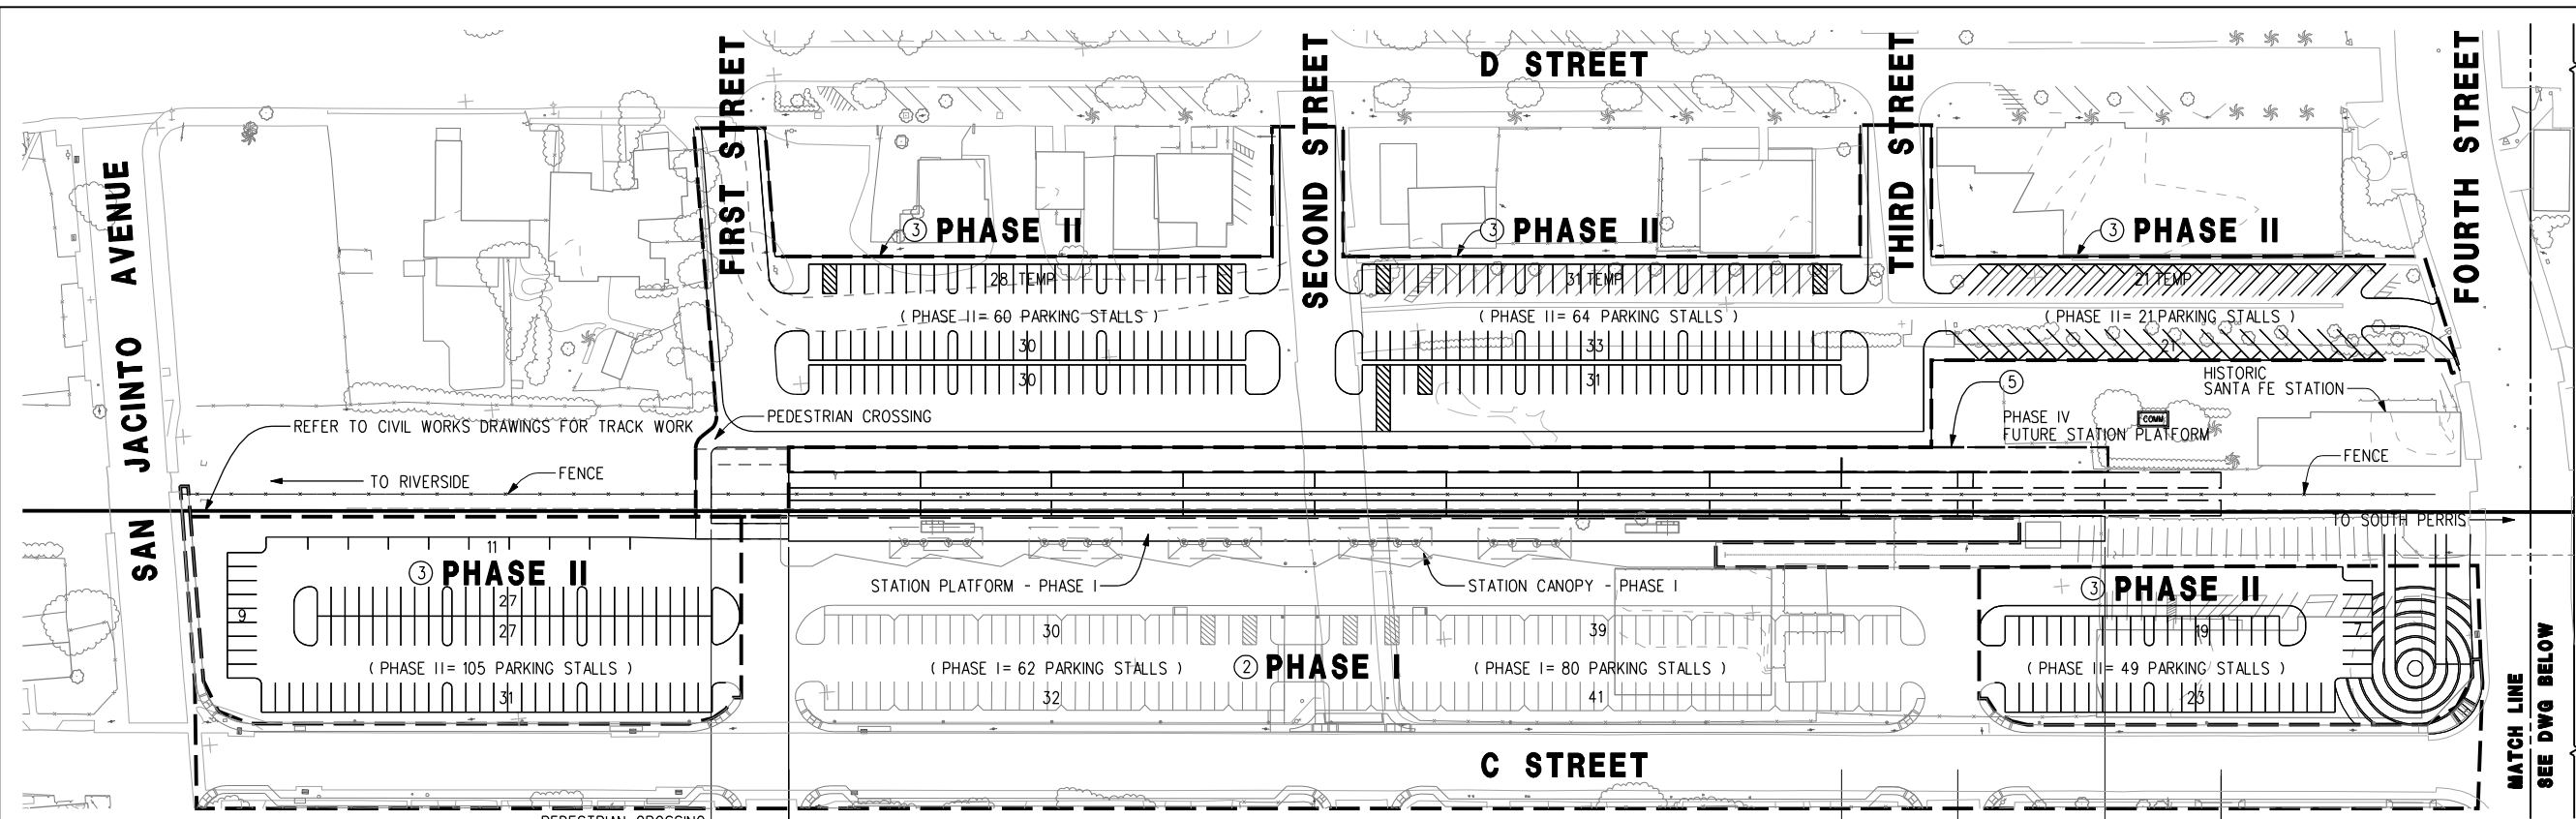 D STREET
FIRST STREET
SECOND STREET
THIRD STREET
FOURTH STREET
SAN JACINTO AVENUE
3 PHASE II
3 PHASE II
3 PHASE II
28 TEMP
31 TEMP
21 TEMP
( PHASE II= 60 PARKING STALLS )
( PHASE II= 64 PARKING STALLS )
( PHASE II= 21 PARKING STALLS )
30
33
21
30
31
HISTORIC
SANTA FE STATION
5
PEDESTRIAN CROSSING
PHASE IV
FUTURE STATION PLATFORM
COMM
REFER TO CIVIL WORKS DRAWINGS FOR TRACK WORK
FENCE
TO RIVERSIDE
FENCE
TO SOUTH PERRIS
11
3 PHASE II
STATION PLATFORM - PHASE I
STATION CANOPY - PHASE I
3 PHASE II
27
9
27
30
39
19
7
( PHASE II= 105 PARKING STALLS )
( PHASE I= 62 PARKING STALLS )
2 PHASE I
( PHASE I= 80 PARKING STALLS )
( PHASE II= 49 PARKING STALLS )
31
32
41
23
C STREET
MATCH LINE
SEE DWG BELOW
PEDESTRIAN CROSSING